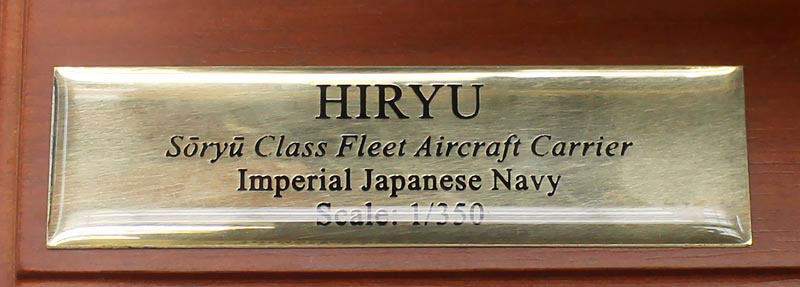 HIRYU
Sōryū Class Fleet Aircraft Carrier
Imperial Japanese Navy
Scale: 1/350